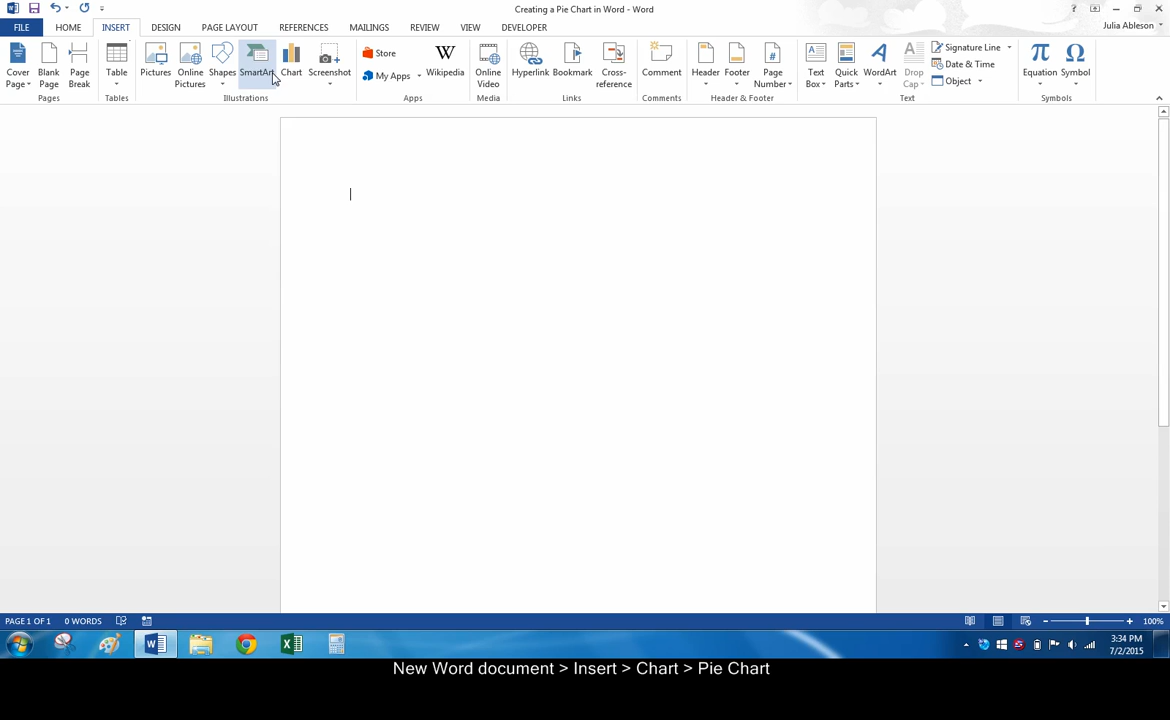 Creating a Pie Chart in Word - Word
FILE HOME INSERT DESIGN PAGE LAYOUT REFERENCES MAILINGS REVIEW VIEW DEVELOPER Julia Ableson
Cover Page Blank Page Page Break Table Pictures Online Pictures Shapes SmartArt Chart Screenshot Store My Apps Wikipedia Online Video Hyperlink Bookmark Cross-reference Comment Header Footer Page Number Text Box Quick Parts WordArt Drop Cap Signature Line Date & Time Object Equation Symbol
Pages Tables Illustrations Apps Media Links Comments Header & Footer Text Symbols
PAGE 1 OF 1 0 WORDS 100%
3:34 PM
7/2/2015
New Word document > Insert > Chart > Pie Chart